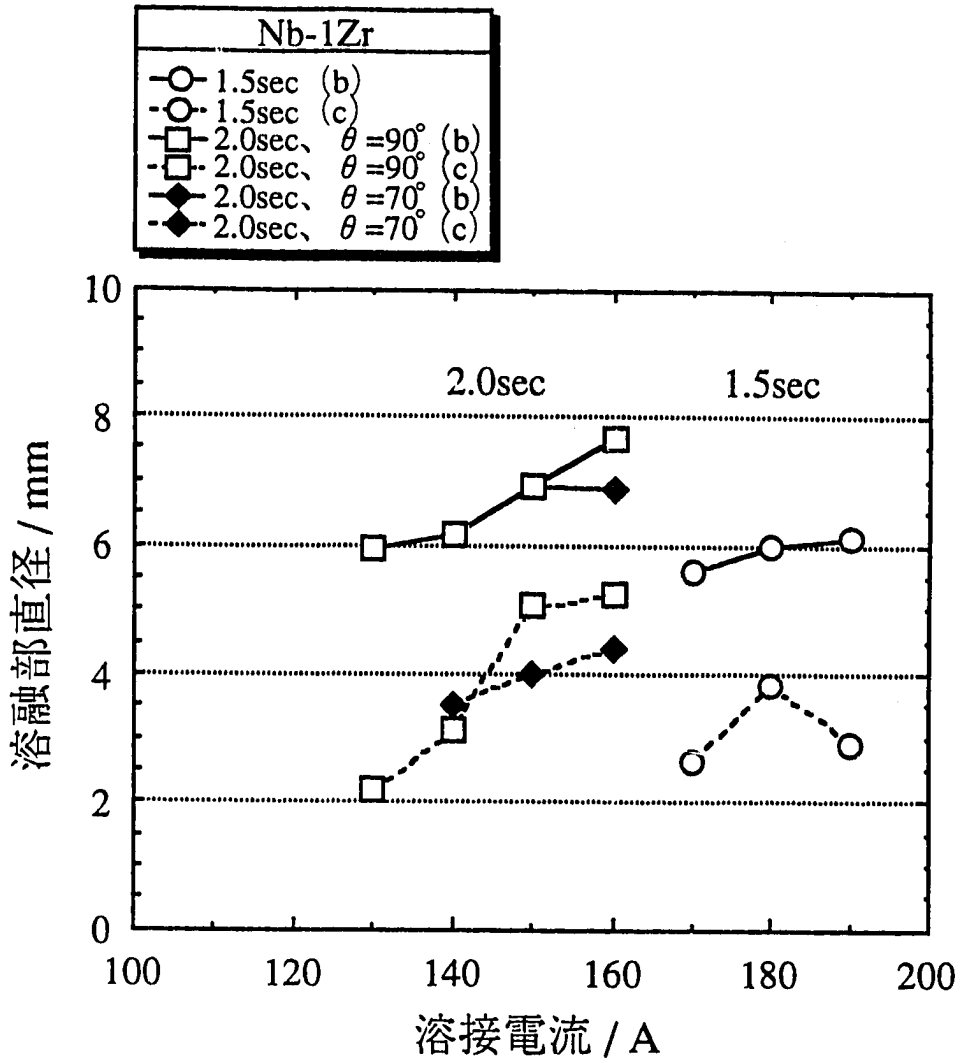 Nb-1Zr
1.5sec (b)
1.5sec (c)
2.0sec、 θ=90° (b)
2.0sec、 θ=90° (c)
2.0sec、 θ=70° (b)
2.0sec、 θ=70° (c)
10
8
6
4
2
0
2.0sec
1.5sec
溶融部直径 / mm
100 120 140 160 180 200
溶接電流 / A